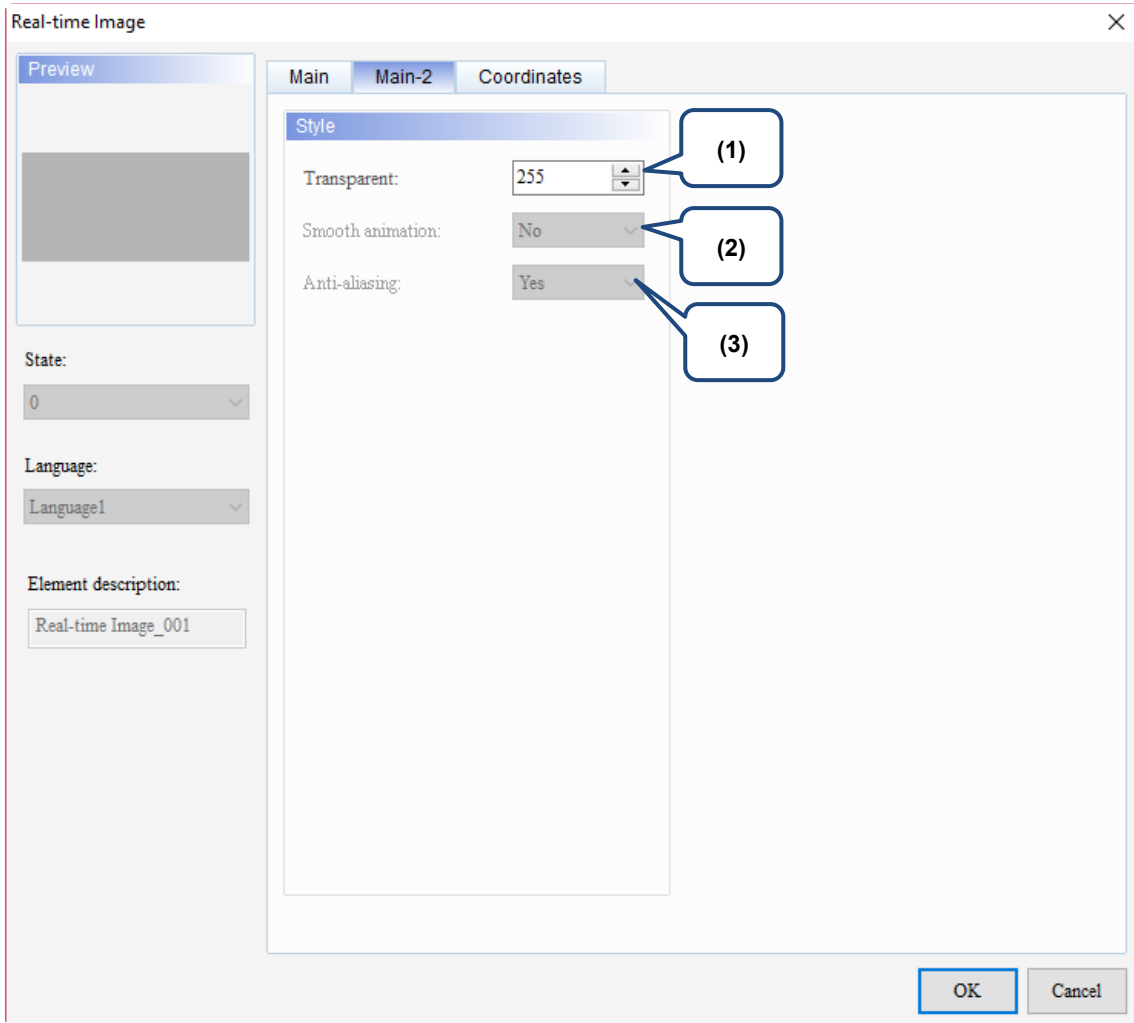 Real-time Image
Preview
Main Main-2 Coordinates
Style
Transparent: 255
(1)
Smooth animation: No
(2)
Anti-aliasing: Yes
(3)
State:
0
Language:
Language1
Element description:
Real-time Image_001
OK Cancel